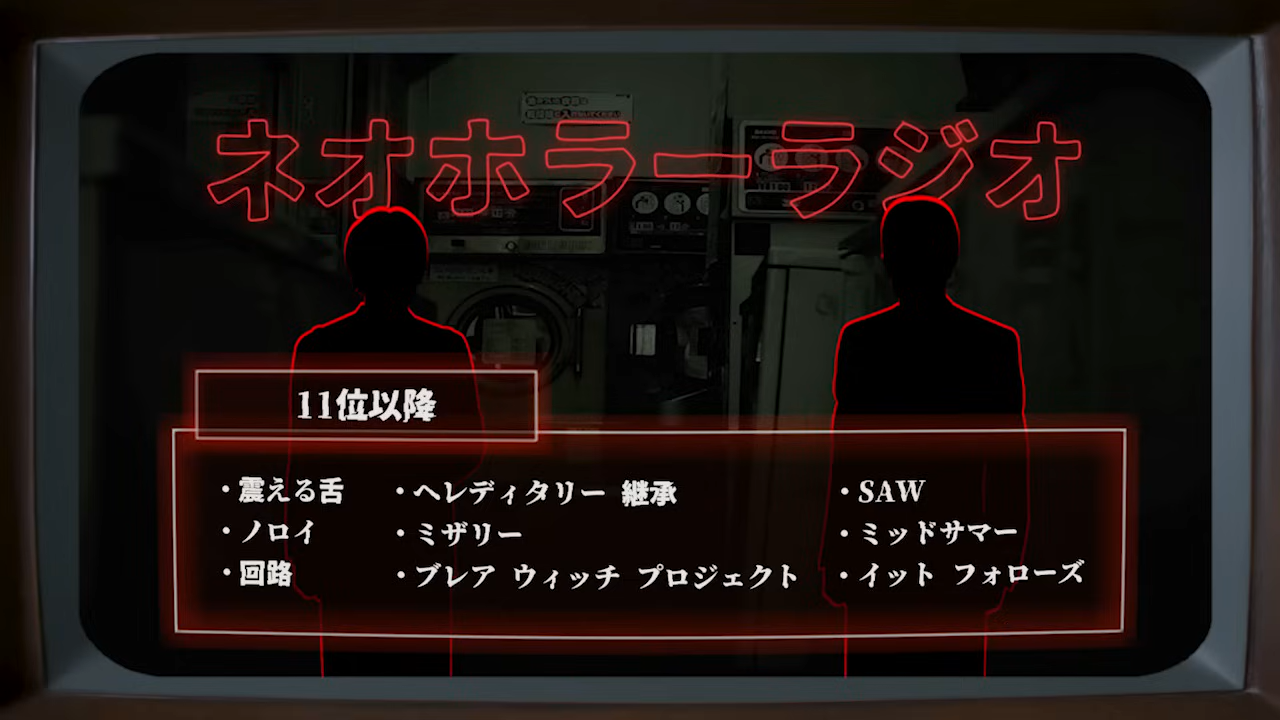 ネオホラーラジオ
11位以降
・震える舌
・ノロイ
・回路
・ヘレディタリー 継承
・ミザリー
・ブレア ウィッチ プロジェクト
・SAW
・ミッドサマー
・イット フォローズ